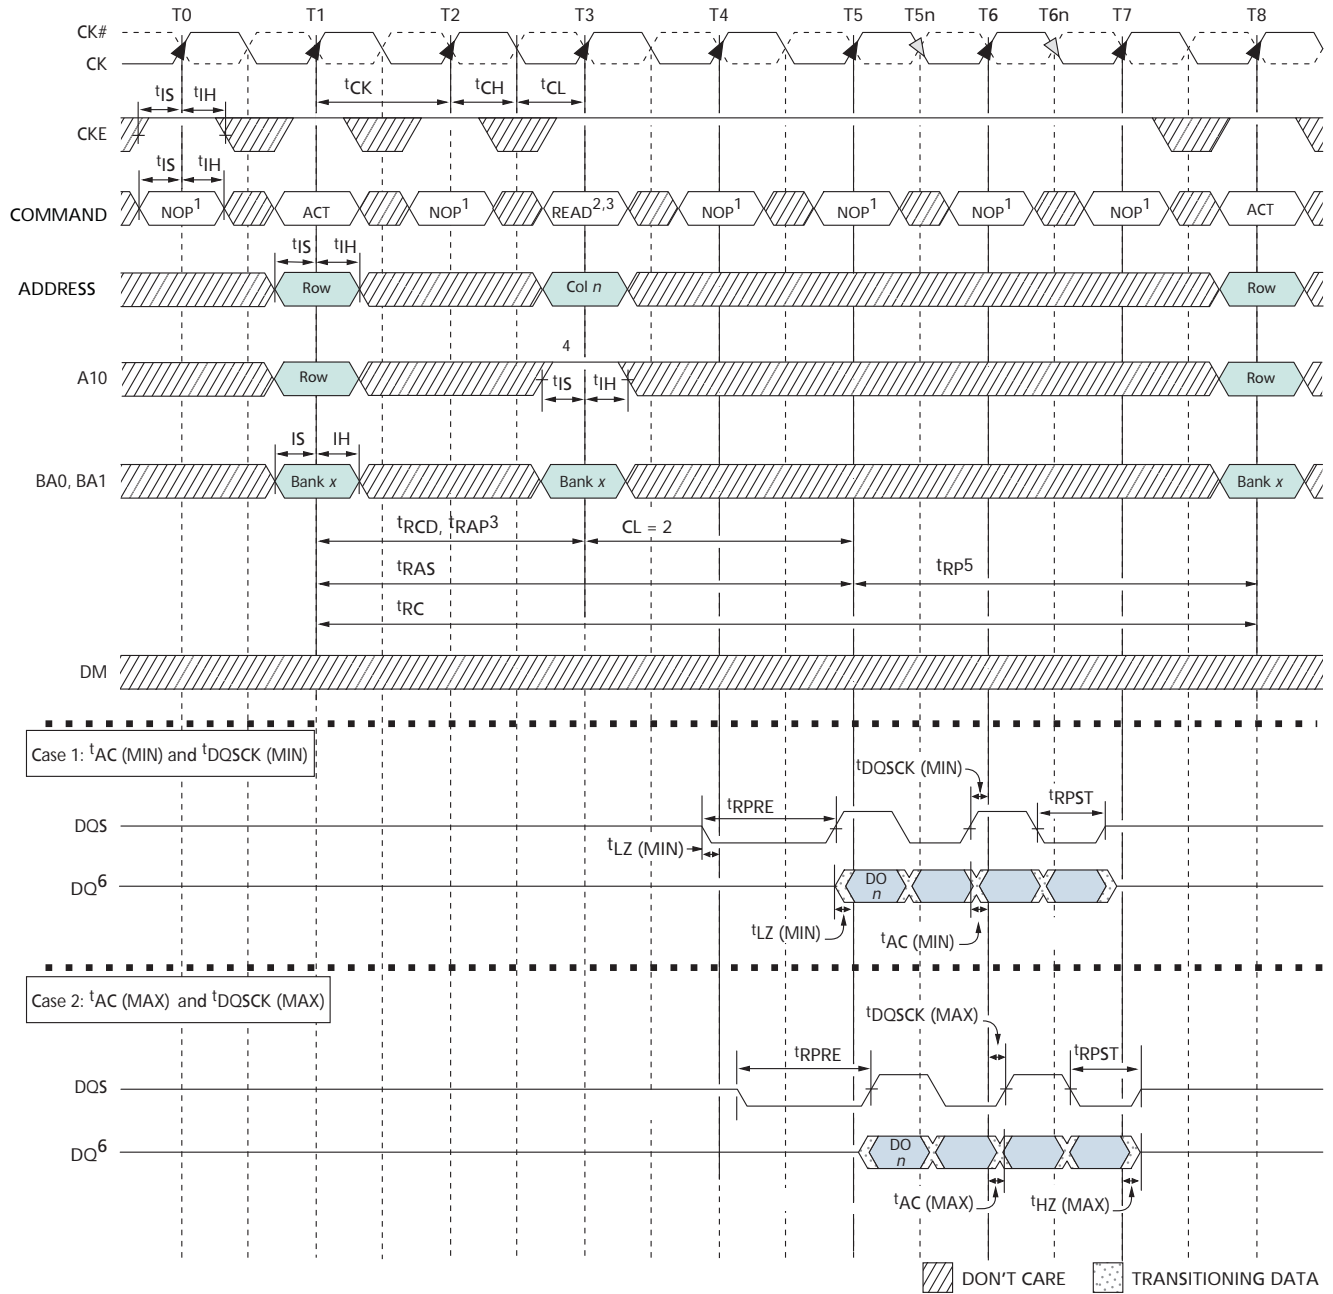 T0 T1 T2 T3 T4 T5 T5n T6 T6n T7 T8
CK#
CK
tCK tCH tCL
tIS tIH
CKE
tIS tIH
COMMAND NOP1 ACT NOP1 READ2,3 NOP1 NOP1 NOP1 NOP1 ACT
tIS tIH
ADDRESS Row Col n Row
4
A10 Row tIS tIH Row
IS IH
BA0, BA1 Bank x Bank x Bank x
tRCD, tRAP3 CL = 2
tRAS tRP5
tRC
DM
Case 1: tAC (MIN) and tDQSCK (MIN)
tDQSCK (MIN)
tRPRE tRPST
DQS
tLZ (MIN)
DQ6 DO n
tLZ (MIN) tAC (MIN)
Case 2: tAC (MAX) and tDQSCK (MAX)
tDQSCK (MAX)
tRPRE tRPST
DQS
DQ6 DO n
tAC (MAX) tHZ (MAX)
DON'T CARE TRANSITIONING DATA